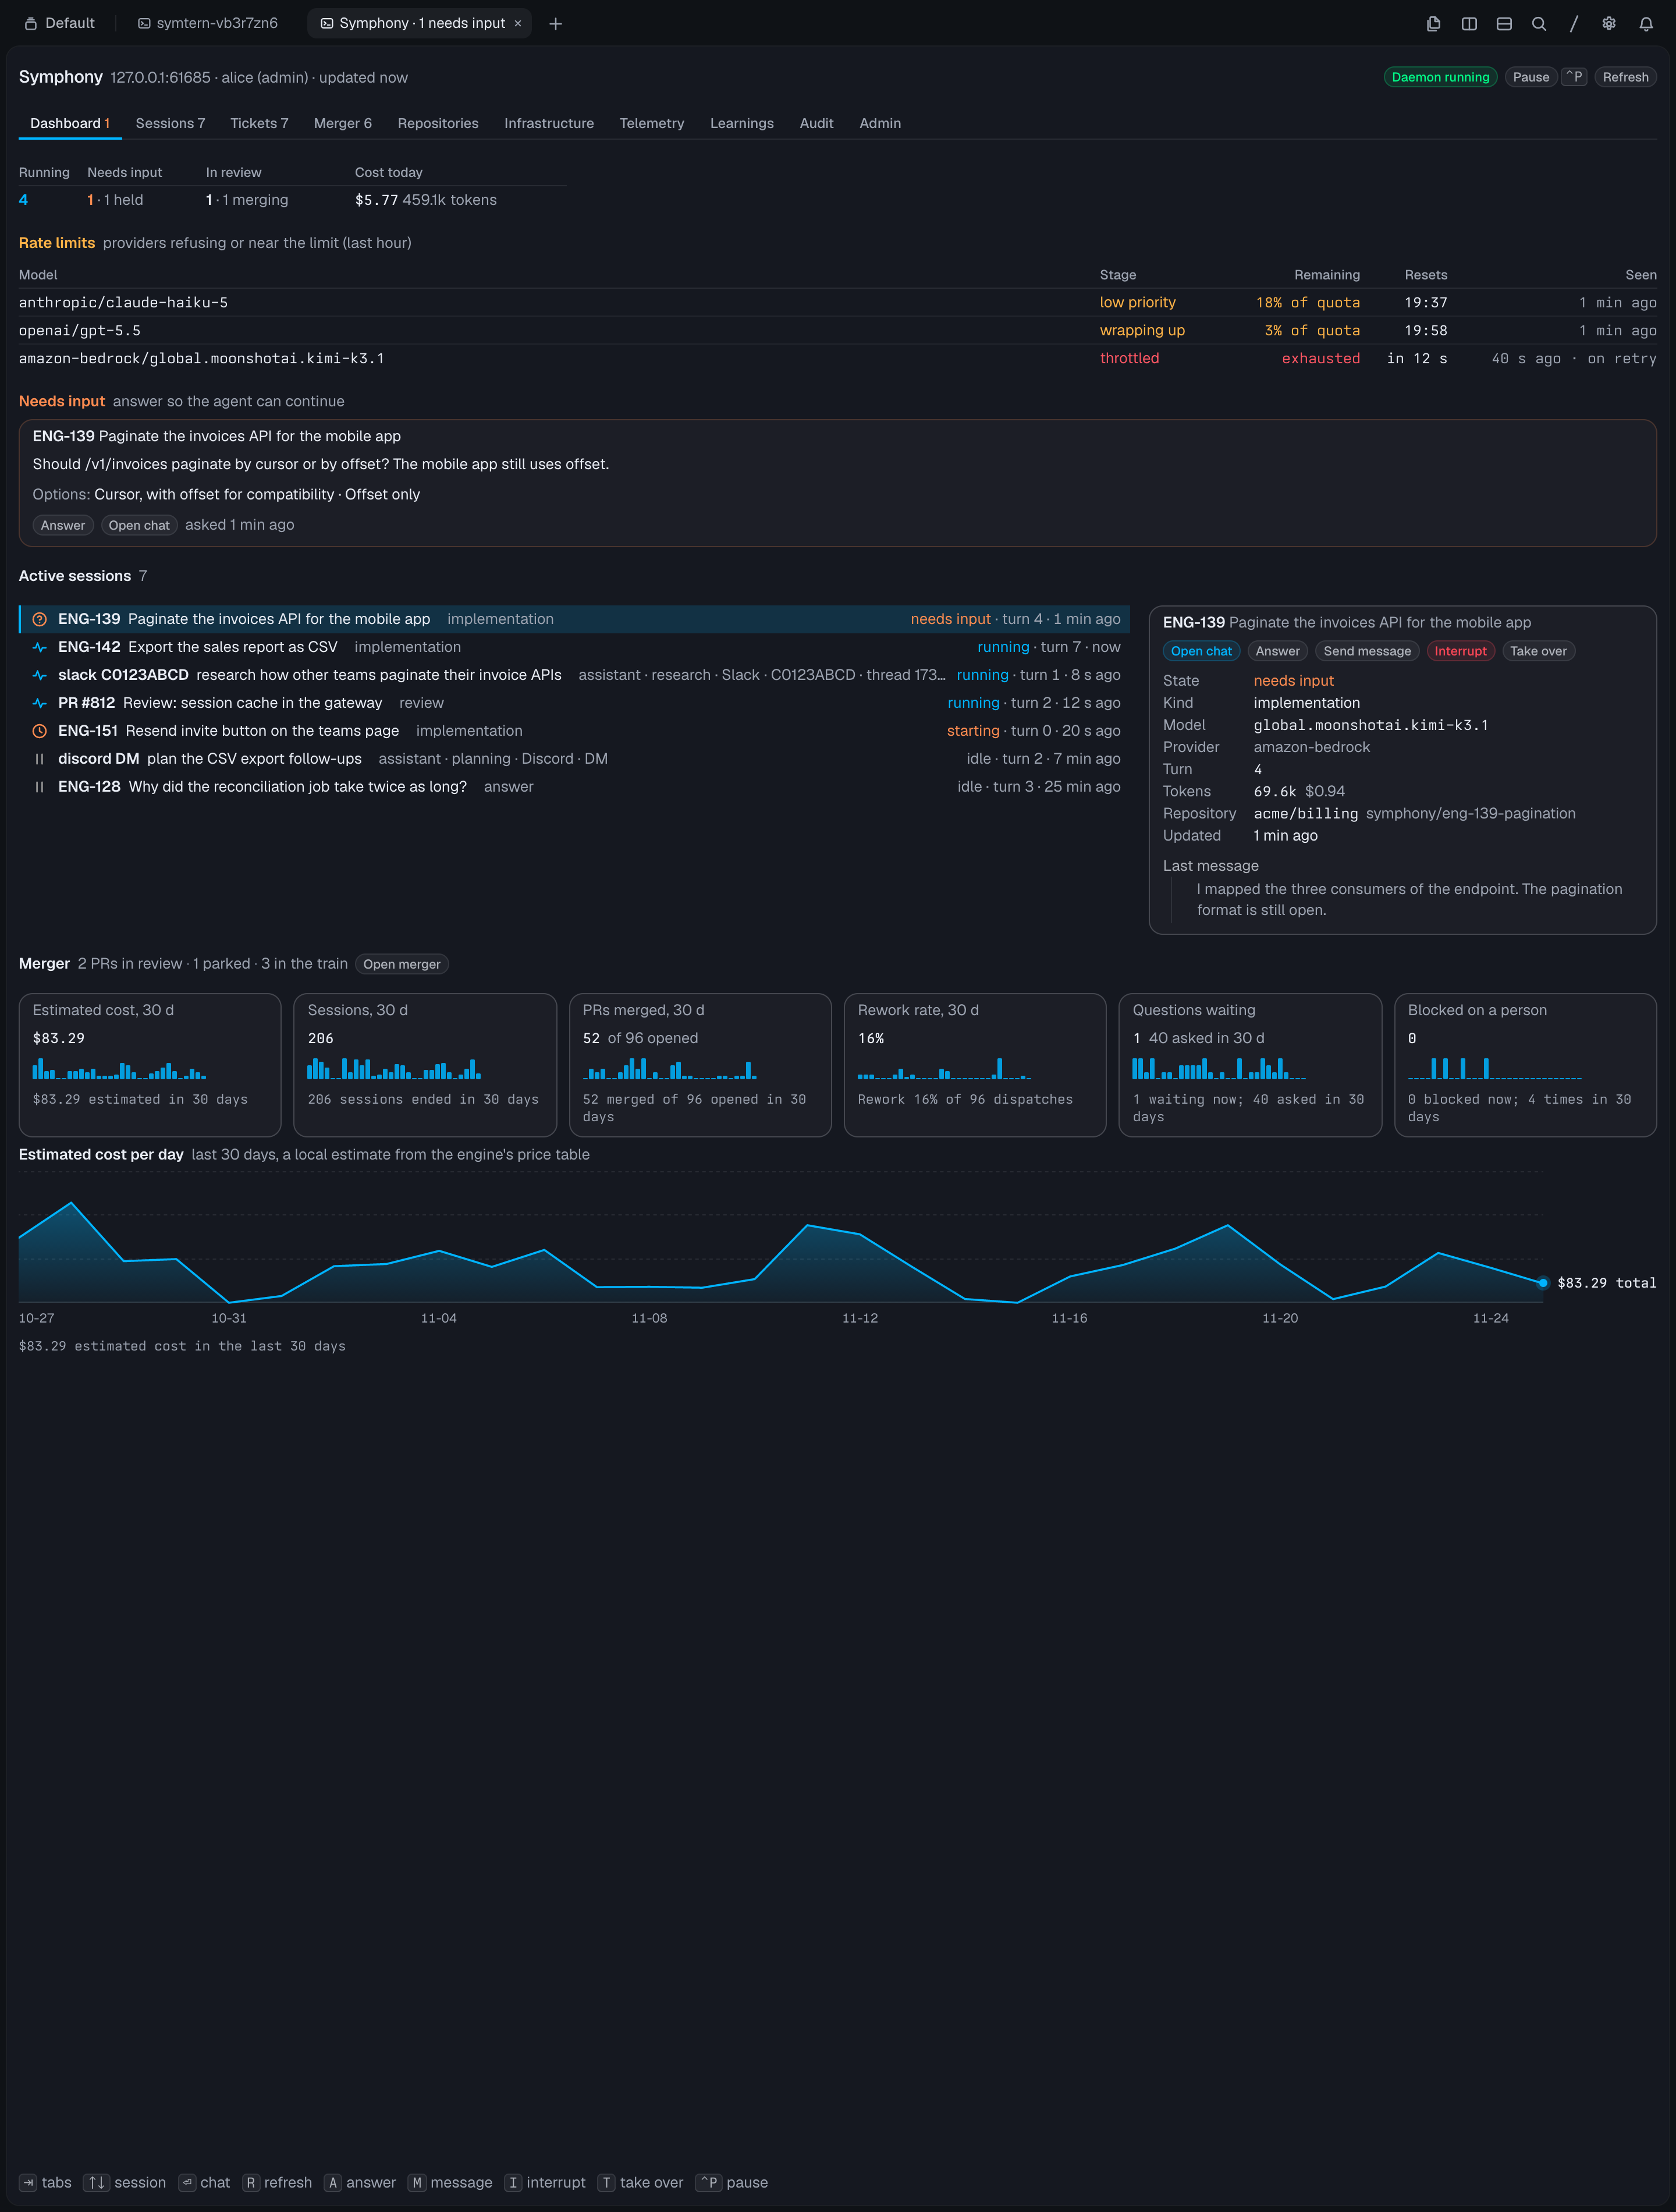 Default symtern-vb3r7zn6 Symphony · 1 needs input ×
Symphony 127.0.0.1:61685 · alice (admin) · updated now Daemon running Pause ^P Refresh
Dashboard 1 Sessions 7 Tickets 7 Merger 6 Repositories Infrastructure Telemetry Learnings Audit Admin
Running Needs input In review Cost today
4 1 · 1 held 1 · 1 merging $5.77 459.1k tokens
Rate limits providers refusing or near the limit (last hour)
Model Stage Remaining Resets Seen
anthropic/claude-haiku-5 low priority 18% of quota 19:37 1 min ago
openai/gpt-5.5 wrapping up 3% of quota 19:58 1 min ago
amazon-bedrock/global.moonshotai.kimi-k3.1 throttled exhausted in 12 s 40 s ago · on retry
Needs input answer so the agent can continue
ENG-139 Paginate the invoices API for the mobile app
Should /v1/invoices paginate by cursor or by offset? The mobile app still uses offset.
Options: Cursor, with offset for compatibility · Offset only
Answer Open chat asked 1 min ago
Active sessions 7
ENG-139 Paginate the invoices API for the mobile app implementation needs input · turn 4 · 1 min ago
ENG-142 Export the sales report as CSV implementation running · turn 7 · now
slack C0123ABCD research how other teams paginate their invoice APIs assistant · research · Slack · C0123ABCD · thread 173… running · turn 1 · 8 s ago
PR #812 Review: session cache in the gateway review running · turn 2 · 12 s ago
ENG-151 Resend invite button on the teams page implementation starting · turn 0 · 20 s ago
discord DM plan the CSV export follow-ups assistant · planning · Discord · DM idle · turn 2 · 7 min ago
ENG-128 Why did the reconciliation job take twice as long? answer idle · turn 3 · 25 min ago
ENG-139 Paginate the invoices API for the mobile app
Open chat Answer Send message Interrupt Take over
State needs input
Kind implementation
Model global.moonshotai.kimi-k3.1
Provider amazon-bedrock
Turn 4
Tokens 69.6k $0.94
Repository acme/billing symphony/eng-139-pagination
Updated 1 min ago
Last message
I mapped the three consumers of the endpoint. The pagination
format is still open.
Merger 2 PRs in review · 1 parked · 3 in the train Open merger
Estimated cost, 30 d
$83.29
$83.29 estimated in 30 days
Sessions, 30 d
206
206 sessions ended in 30 days
PRs merged, 30 d
52 of 96 opened
52 merged of 96 opened in 30
days
Rework rate, 30 d
16%
Rework 16% of 96 dispatches
Questions waiting
1 40 asked in 30 d
1 waiting now; 40 asked in 30
days
Blocked on a person
0
0 blocked now; 4 times in 30
days
Estimated cost per day last 30 days, a local estimate from the engine's price table
$83.29 total
10-27 10-31 11-04 11-08 11-12 11-16 11-20 11-24
$83.29 estimated cost in the last 30 days
⇥ tabs ↑↓ session ⏎ chat R refresh A answer M message I interrupt T take over ^P pause